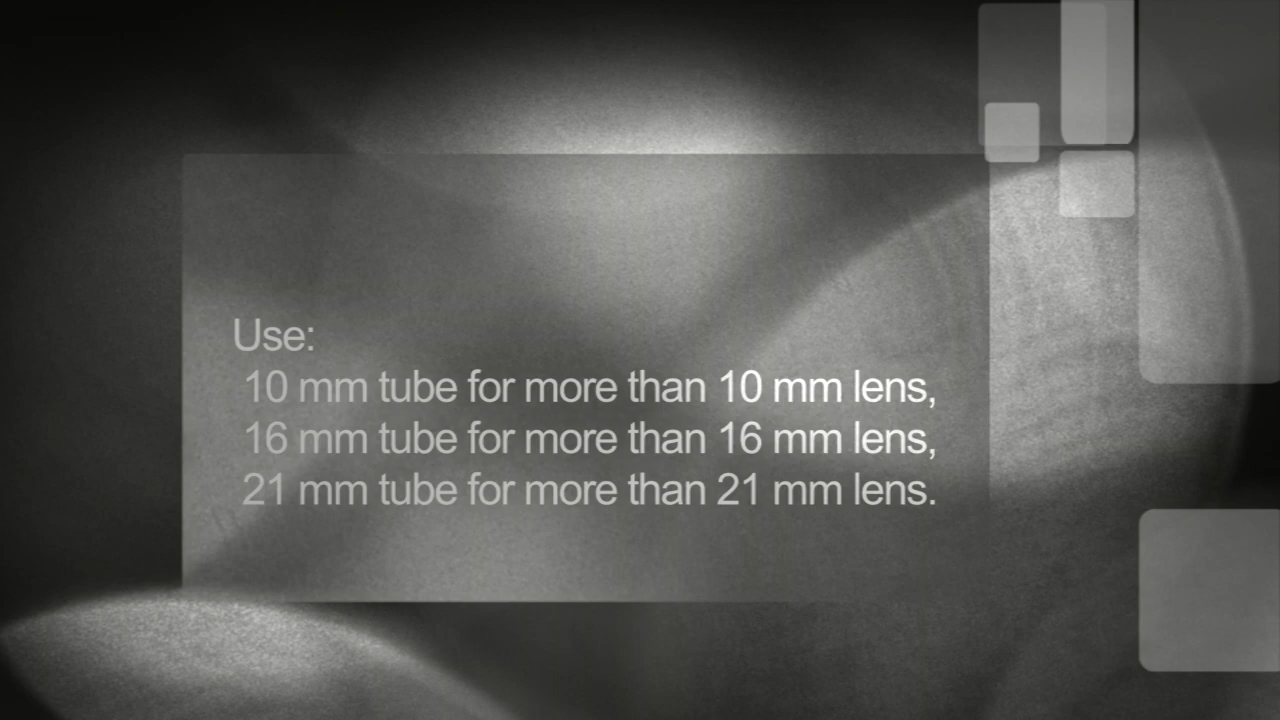 Use:
10 mm tube for more than 10 mm lens,
16 mm tube for more than 16 mm lens,
21 mm tube for more than 21 mm lens.